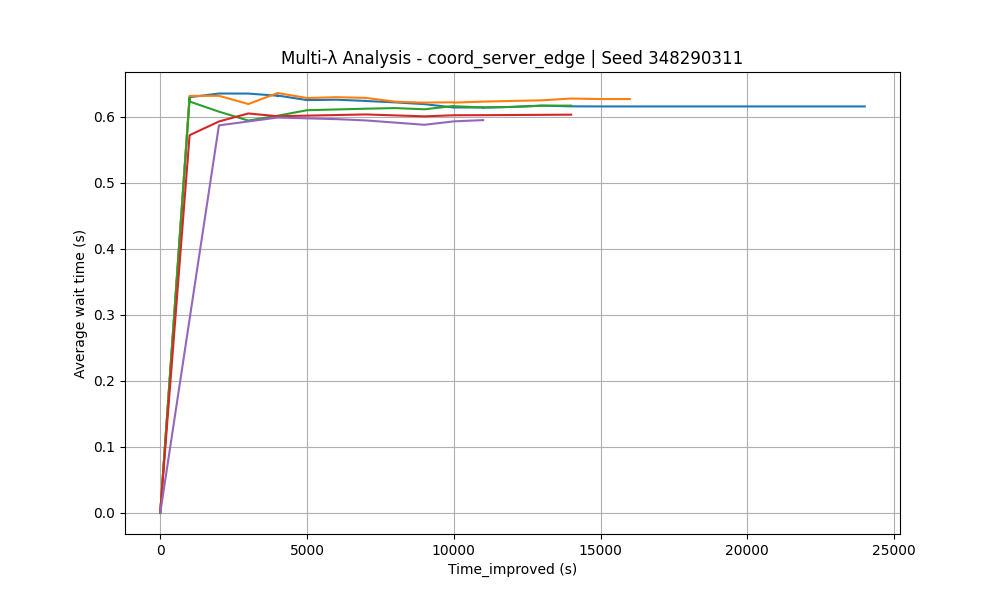 Multi-λ Analysis - coord_server_edge | Seed 348290311
Average wait time (s)
0.6
0.5
0.4
0.3
0.2
0.1
0.0
0 5000 10000 15000 20000 25000
Time_improved (s)